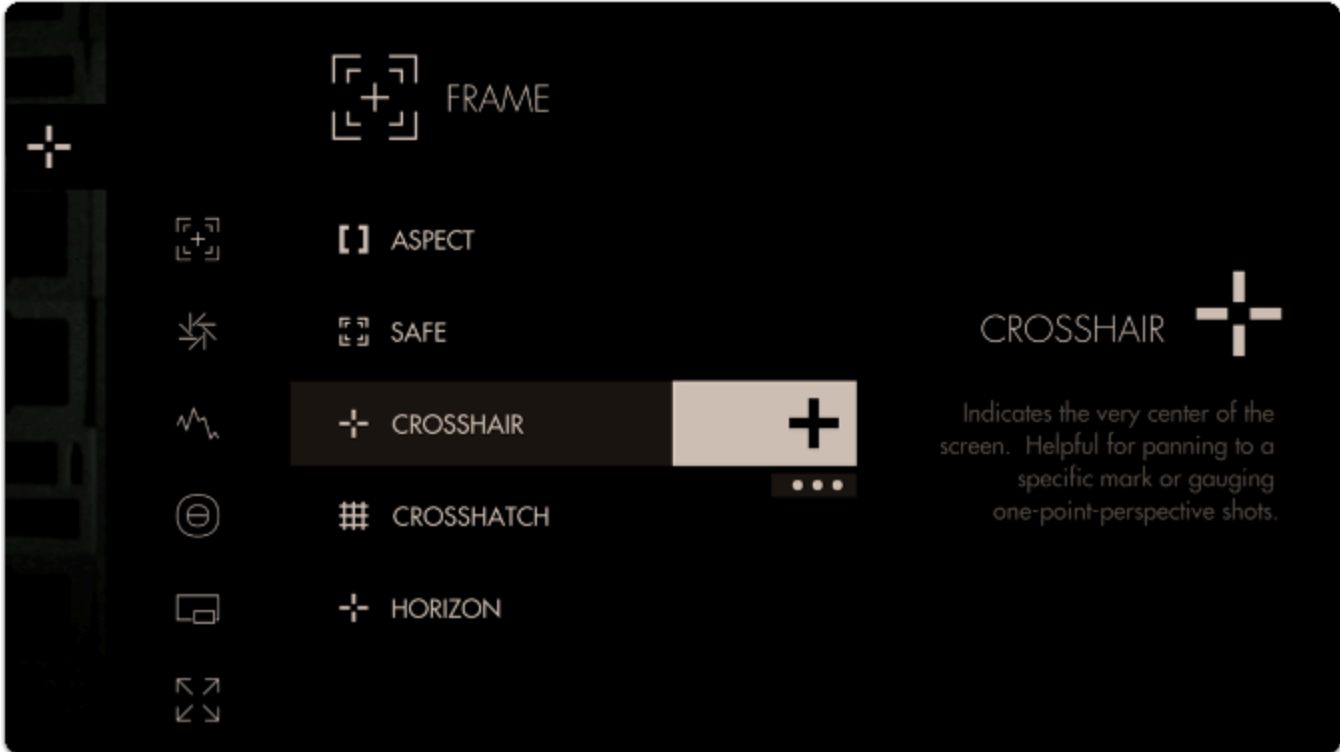 FRAME
ASPECT
SAFE
CROSSHAIR
CROSSHATCH
HORIZON
CROSSHAIR
Indicates the very center of the
screen.  Helpful for panning to a
specific mark or gauging
one-point-perspective shots.